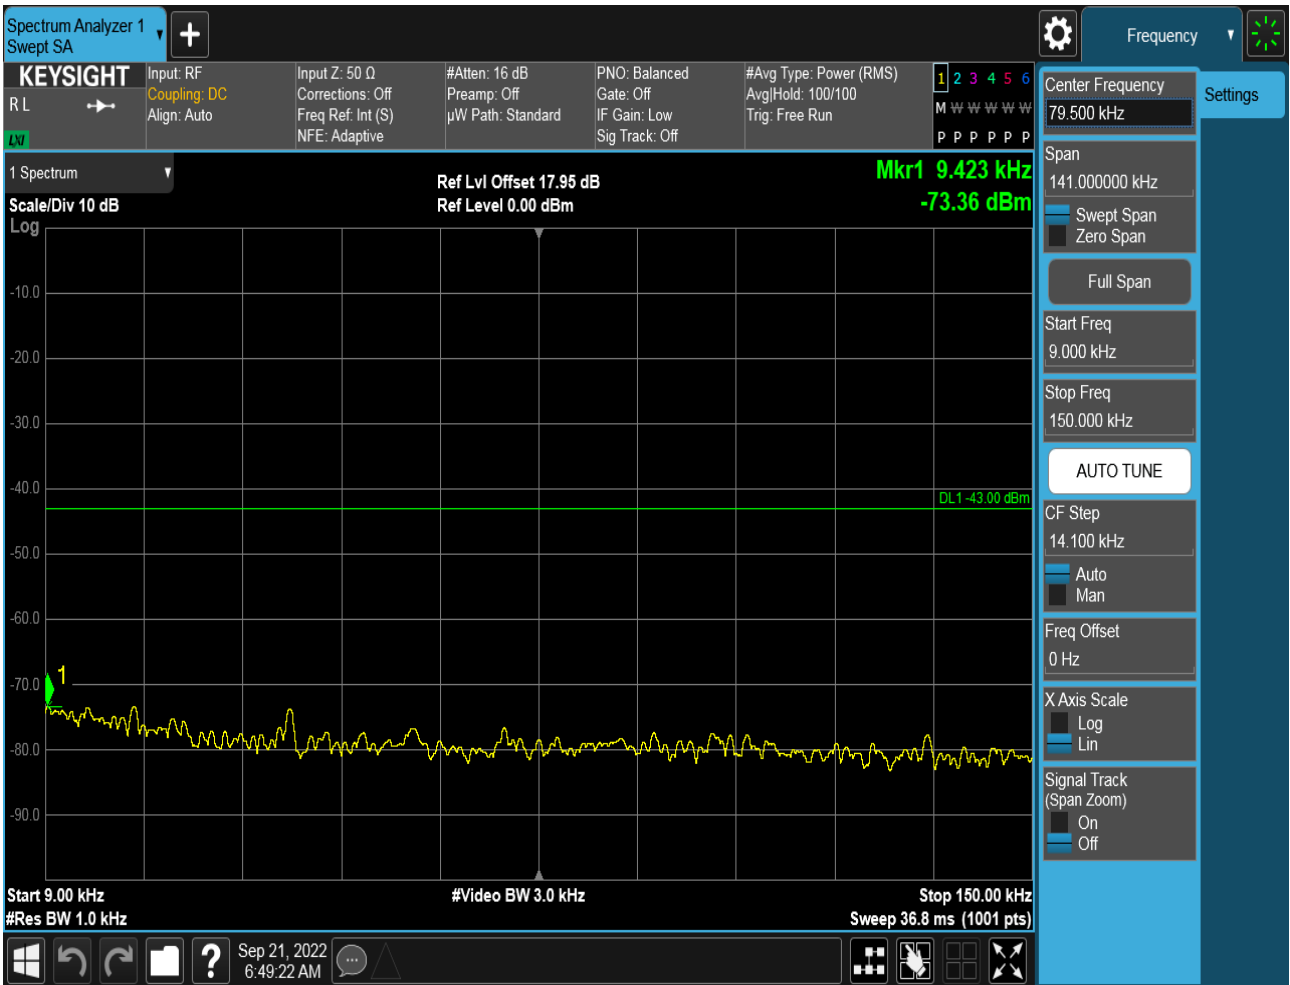 Spectrum Analyzer 1
Swept SA
Frequency
KEYSIGHT
R L
LXI
Input: RF
Coupling: DC
Align: Auto
Input Z: 50 Ω
Corrections: Off
Freq Ref: Int (S)
NFE: Adaptive
#Atten: 16 dB
Preamp: Off
µW Path: Standard
PNO: Balanced
Gate: Off
IF Gain: Low
Sig Track: Off
#Avg Type: Power (RMS)
Avg|Hold: 100/100
Trig: Free Run
1 2 3 4 5 6
M W W W W W
P P P P P P
1 Spectrum
Scale/Div 10 dB
Log
Ref Lvl Offset 17.95 dB
Ref Level 0.00 dBm
Mkr1 9.423 kHz
-73.36 dBm
-10.0
-20.0
-30.0
-40.0
DL1 -43.00 dBm
-50.0
-60.0
-70.0
1
-80.0
-90.0
Start 9.00 kHz
#Video BW 3.0 kHz
Stop 150.00 kHz
#Res BW 1.0 kHz
Sweep 36.8 ms (1001 pts)
Center Frequency
79.500 kHz
Settings
Span
141.000000 kHz
Swept Span
Zero Span
Full Span
Start Freq
9.000 kHz
Stop Freq
150.000 kHz
AUTO TUNE
CF Step
14.100 kHz
Auto
Man
Freq Offset
0 Hz
X Axis Scale
Log
Lin
Signal Track
(Span Zoom)
On
Off
?
Sep 21, 2022
6:49:22 AM